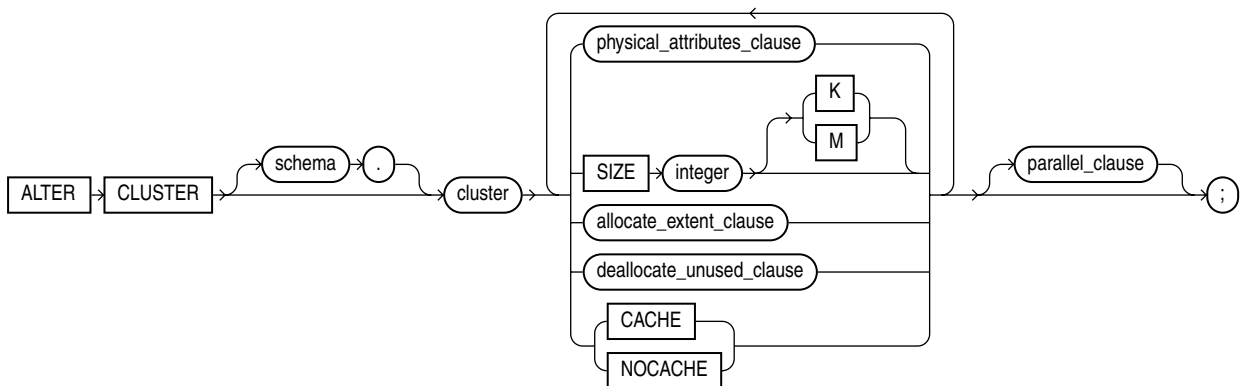 physical_attributes_clause
K
M
schema .
SIZE integer
parallel_clause
ALTER CLUSTER cluster ;
allocate_extent_clause
deallocate_unused_clause
CACHE
NOCACHE